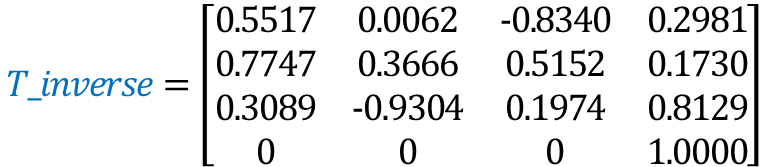 0.5517 0.0062 -0.8340 0.2981
0.7747 0.3666 0.5152 0.1730
T_inverse =
0.3089 -0.9304 0.1974 0.8129
0 0 0 1.0000